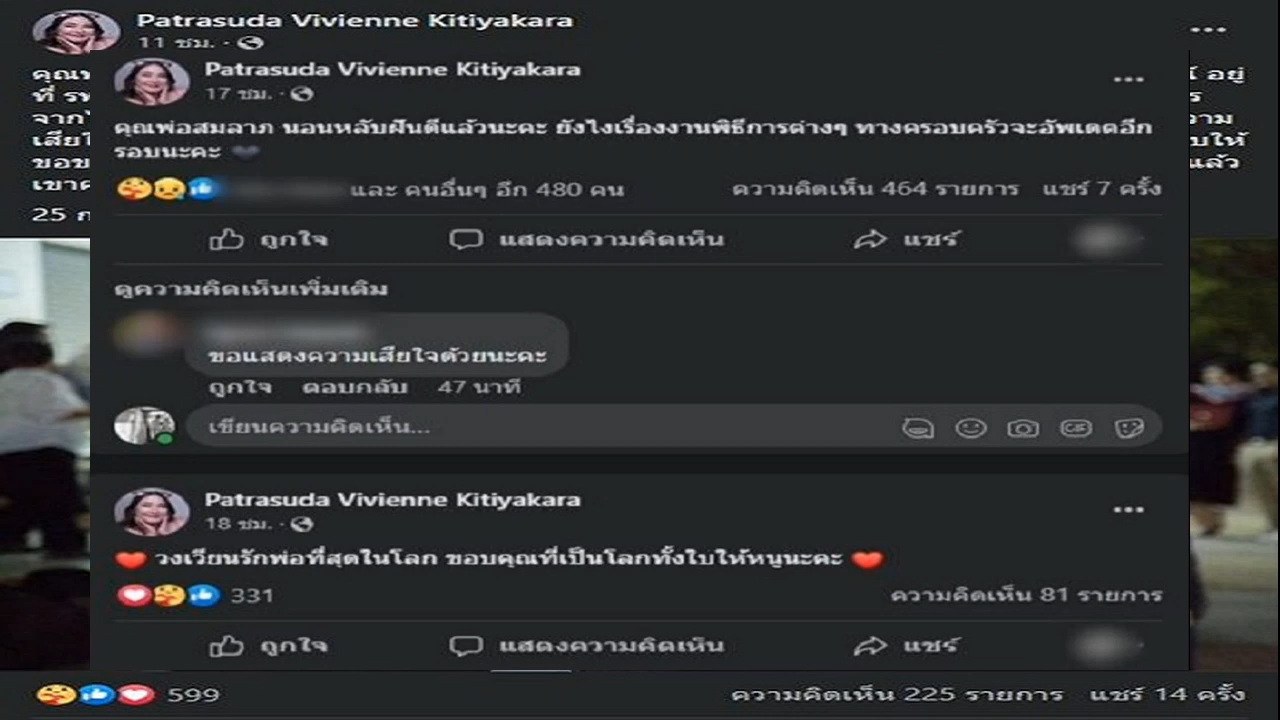 Patrasuda Vivienne Kitiyakara
11 ชม.
Patrasuda Vivienne Kitiyakara
17 ชม.
คุณพ่อสมลาภ นอนหลับฝันดีแล้วนะคะ ยังไงเรื่องงานพิธีการต่างๆ ทางครอบครัวจะอัพเดตอีก
รอบนะคะ
และ คนอื่นๆ อีก 480 คน ความคิดเห็น 464 รายการ แชร์ 7 ครั้ง
ถูกใจ แสดงความคิดเห็น แชร์
ดูความคิดเห็นเพิ่มเติม
ขอแสดงความเสียใจด้วยนะคะ
ถูกใจ ตอบกลับ 47 นาที
เขียนความคิดเห็น...
Patrasuda Vivienne Kitiyakara
18 ชม.
วงเวียนรักพ่อที่สุดในโลก ขอบคุณที่เป็นโลกทั้งใบให้หนูนะคะ
331 ความคิดเห็น 81 รายการ
ถูกใจ แสดงความคิดเห็น แชร์
599 ความคิดเห็น 225 รายการ แชร์ 14 ครั้ง